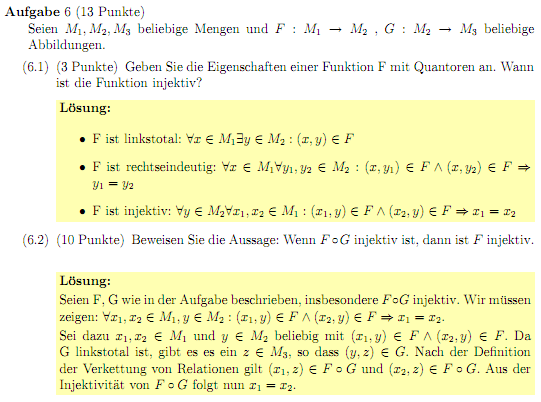 Aufgabe 6 (13 Punkte)
Seien M₁, M₂, M₃ beliebige Mengen und F : M₁ → M₂ , G : M₂ → M₃ beliebige
Abbildungen.
(6.1) (3 Punkte) Geben Sie die Eigenschaften einer Funktion F mit Quantoren an. Wann
ist die Funktion injektiv?
Lösung:
• F ist linkstotal: ∀x ∈ M₁∃y ∈ M₂ : (x, y) ∈ F
• F ist rechtseindeutig: ∀x ∈ M₁∀y₁, y₂ ∈ M₂ : (x, y₁) ∈ F ∧ (x, y₂) ∈ F ⇒
y₁ = y₂
• F ist injektiv: ∀y ∈ M₂∀x₁, x₂ ∈ M₁ : (x₁, y) ∈ F ∧ (x₂, y) ∈ F ⇒ x₁ = x₂
(6.2) (10 Punkte) Beweisen Sie die Aussage: Wenn F∘G injektiv ist, dann ist F injektiv.
Lösung:
Seien F, G wie in der Aufgabe beschrieben, insbesondere F∘G injektiv. Wir müssen
zeigen: ∀x₁, x₂ ∈ M₁, y ∈ M₂ : (x₁, y) ∈ F ∧ (x₂, y) ∈ F ⇒ x₁ = x₂.
Sei dazu x₁, x₂ ∈ M₁ und y ∈ M₂ beliebig mit (x₁, y) ∈ F ∧ (x₂, y) ∈ F. Da
G linkstotal ist, gibt es es ein z ∈ M₃, so dass (y, z) ∈ G. Nach der Definition
der Verkettung von Relationen gilt (x₁, z) ∈ F ∘ G und (x₂, z) ∈ F ∘ G. Aus der
Injektivität von F ∘ G folgt nun x₁ = x₂.